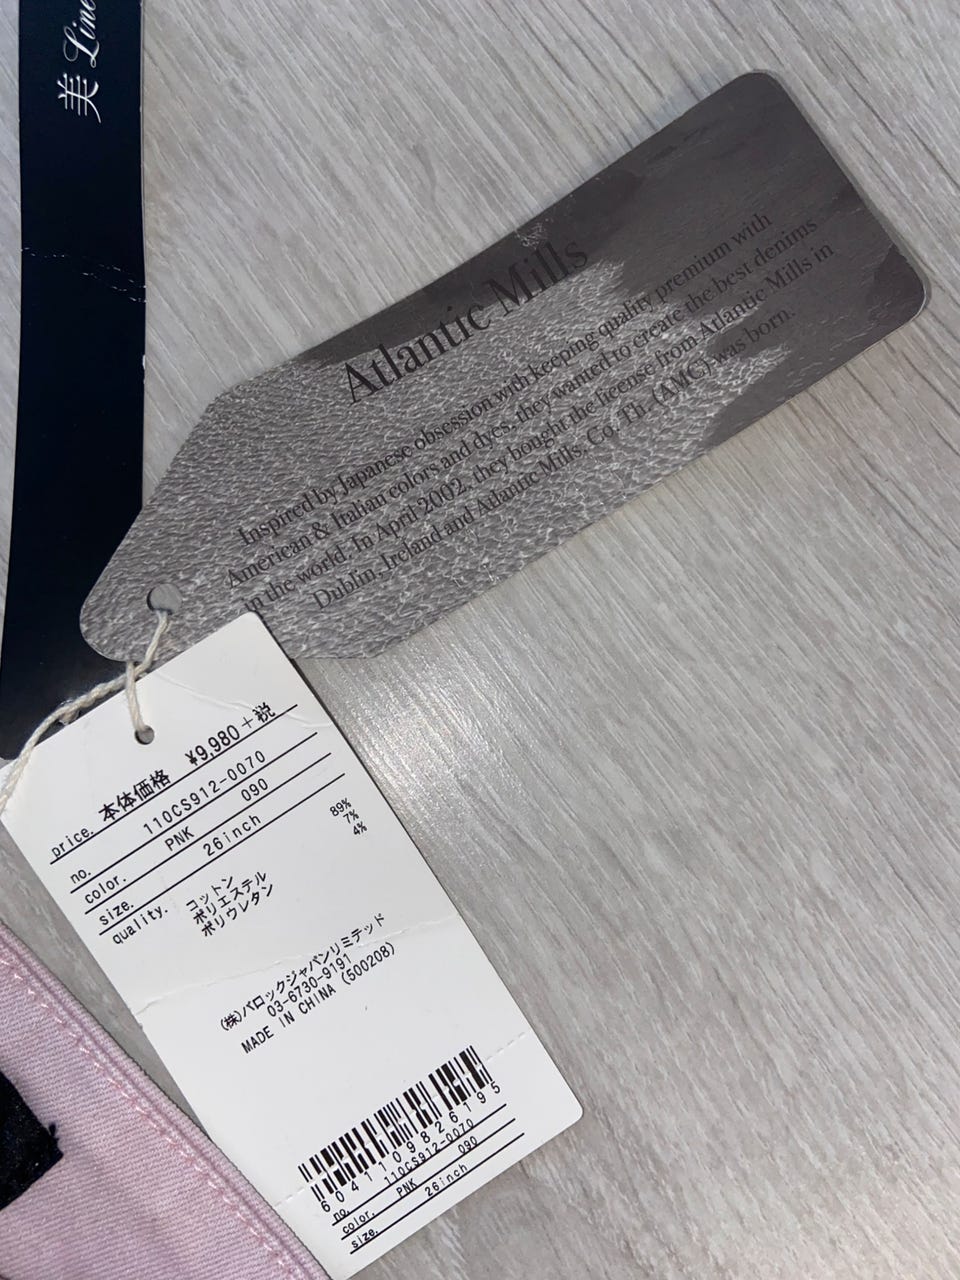 美 Line
Atlantic Mills
Inspired by Japanese obsession with keeping quality premium with
American & Italian colors and dyes, they wanted to create the best denims
in the world. In April 2002, they bought the license from Atlantic Mills in
Dublin, Ireland and Atlantic Mills, Co. Th. (AMC) was born.
price. 本体価格 ¥9,980+税
no. 110CS912-0070
color. PNK 090
size. 26inch
quality. コットン 89%
ポリエステル 7%
ポリウレタン 4%
(株)バロックジャパンリミテッド
03-6730-9191
MADE IN CHINA (500208)
6041109826195
no. 110CS912-0070
color. PNK 090
size. 26inch